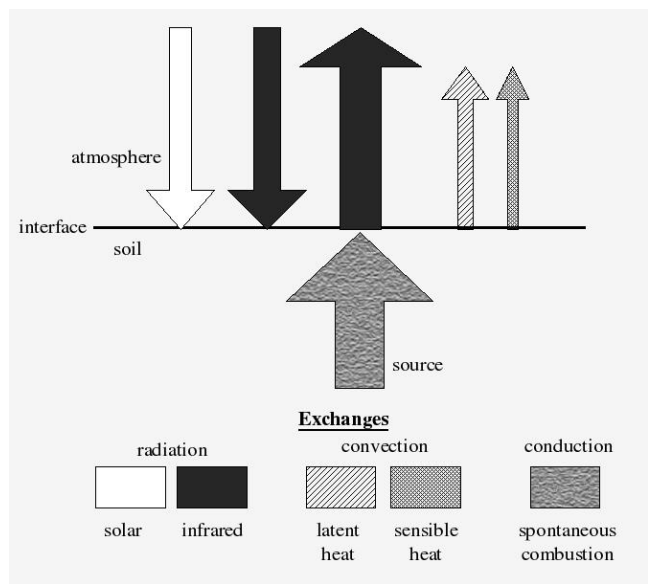 atmosphere
interface
soil
source
Exchanges
radiation
convection
conduction
solar
infrared
latent
heat
sensible
heat
spontaneous
combustion